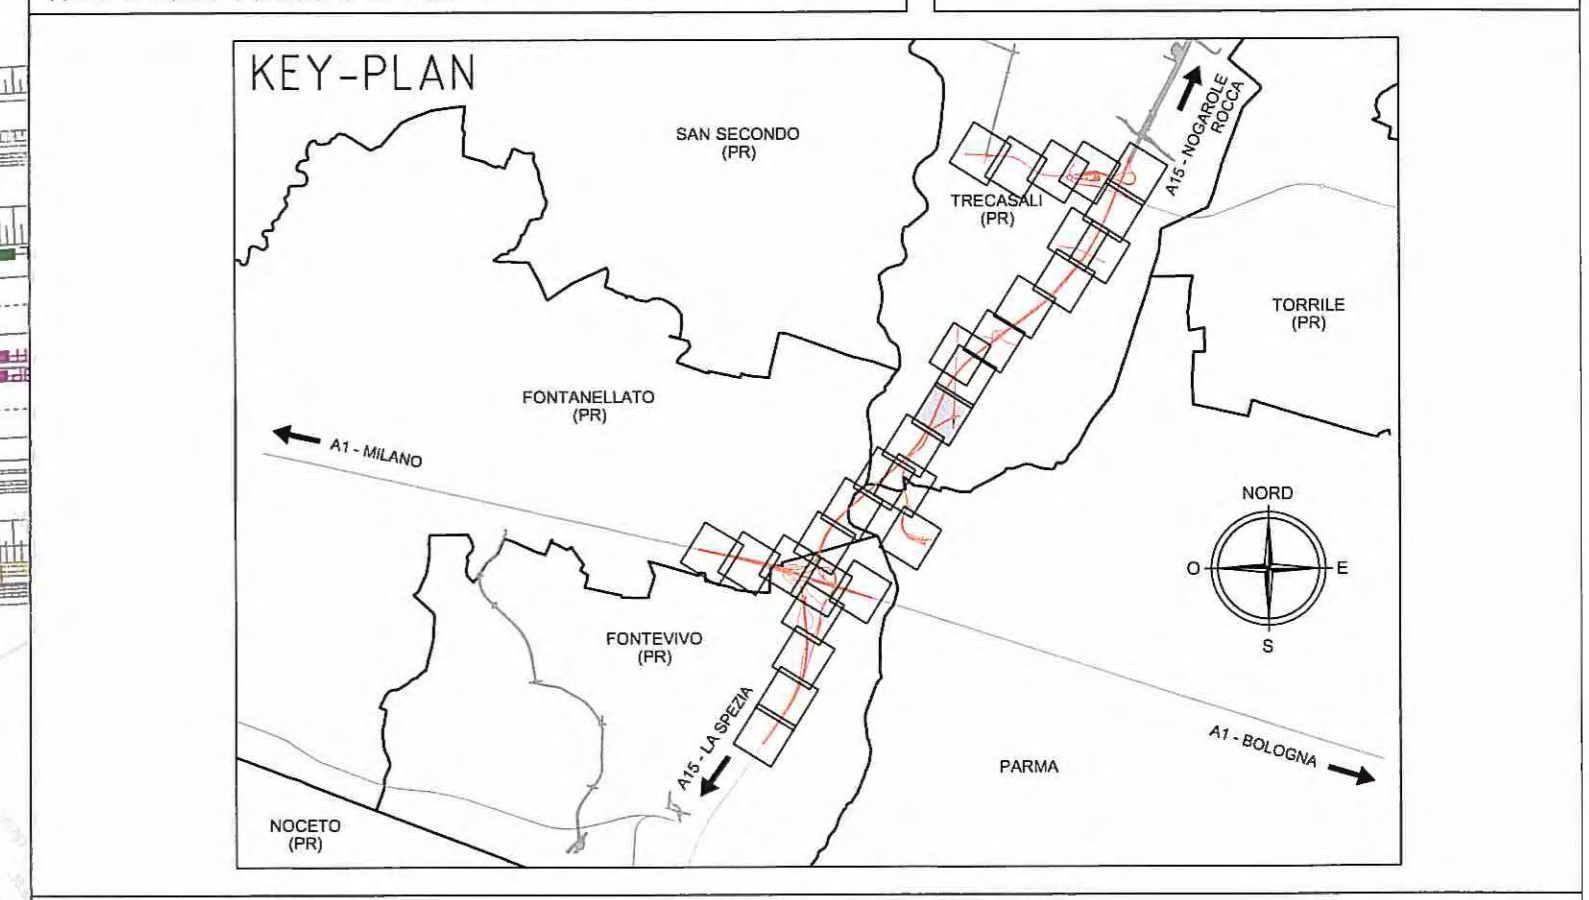 KEY-PLAN
SAN SECONDO
(PR)
A15 - NOGAROLE
ROCCA
TRECASALI
(PR)
TORRILE
(PR)
FONTANELLATO
(PR)
A1 - MILANO
NORD
O
E
S
FONTEVIVO
(PR)
A15 - LA SPEZIA
A1 - BOLOGNA
PARMA
NOCETO
(PR)